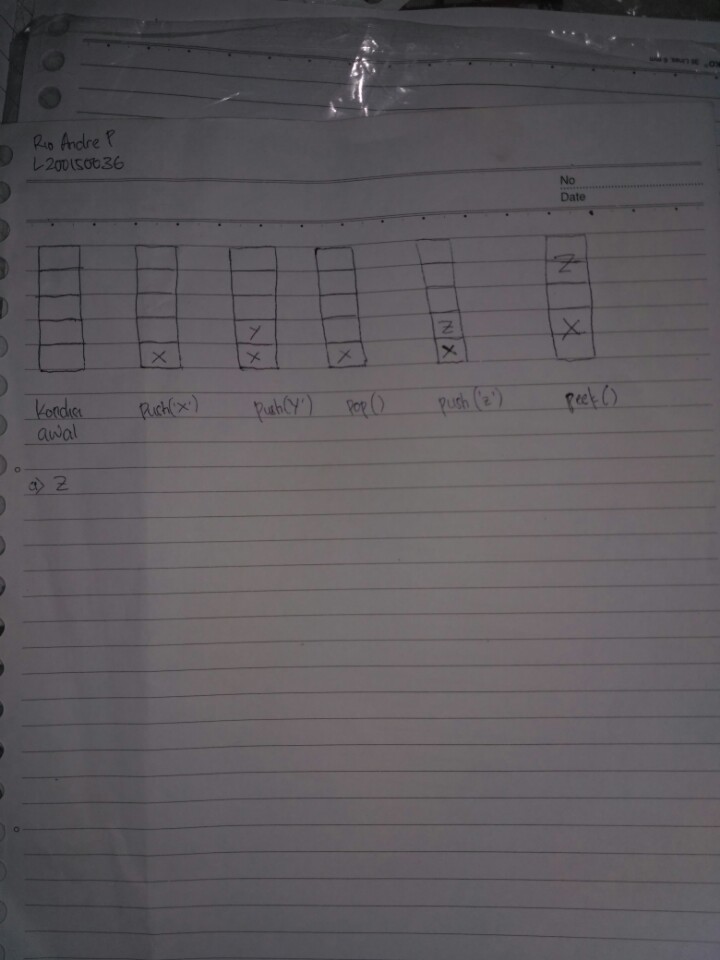 Rio Andre P
L200150036
No
Date
Z
Y Z X
X X X X
Kondisi push('X') push('Y') pop() push('z') peek()
awal
a) Z